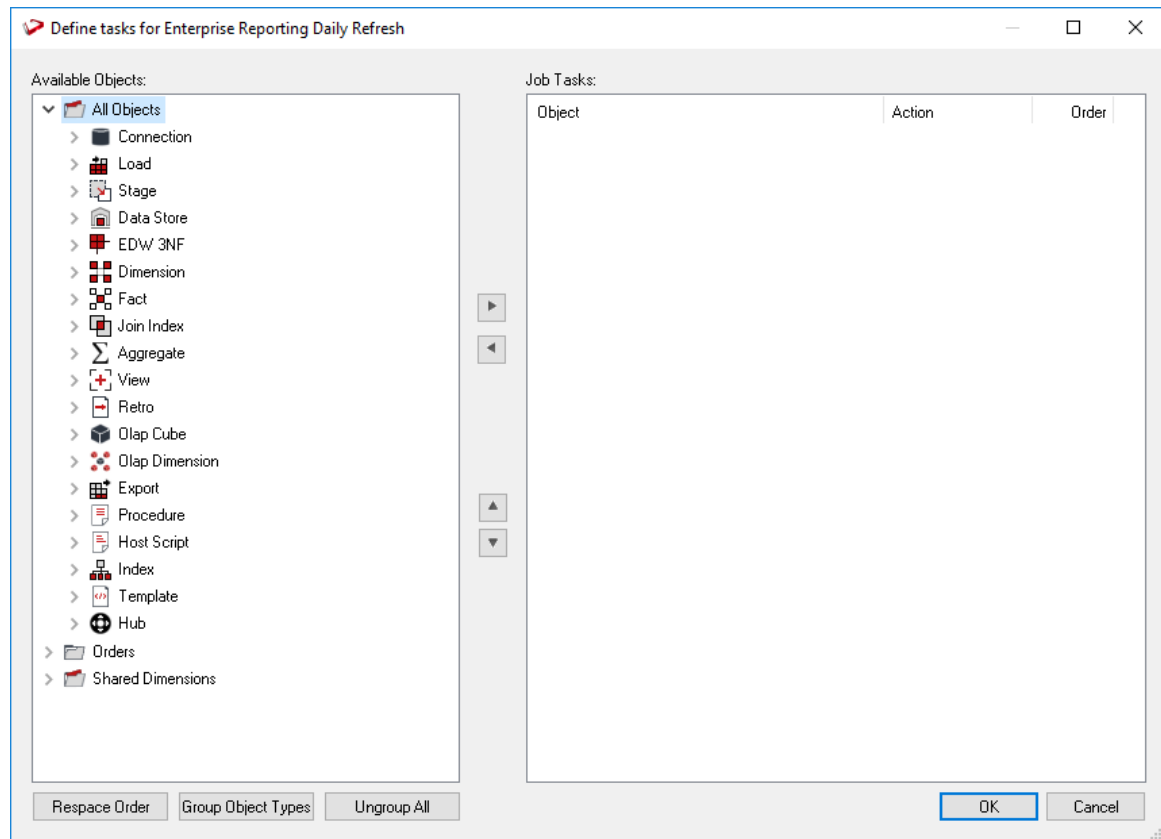 Define tasks for Enterprise Reporting Daily Refresh
Available Objects:
All Objects
Connection
Load
Stage
Data Store
EDW 3NF
Dimension
Fact
Join Index
Aggregate
View
Retro
Olap Cube
Olap Dimension
Export
Procedure
Host Script
Index
Template
Hub
Orders
Shared Dimensions
Job Tasks:
Object Action Order
Respace Order Group Object Types Ungroup All OK Cancel